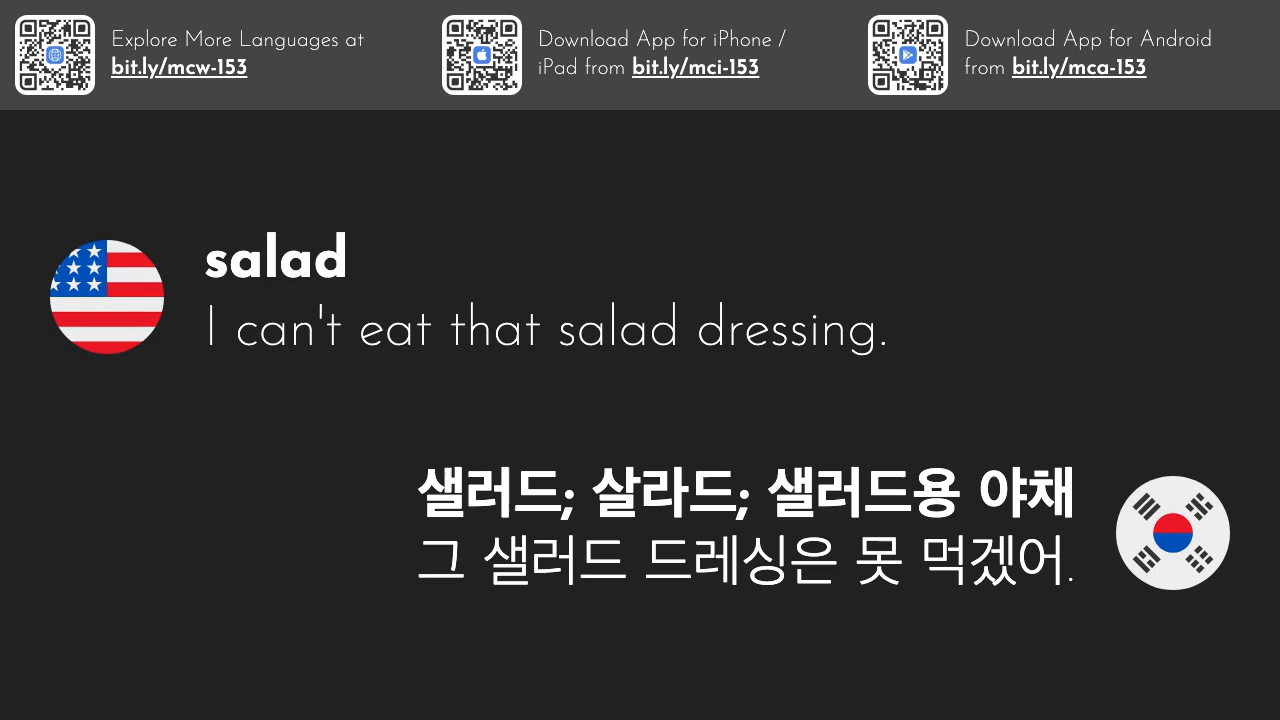 Explore More Languages at
bit.ly/mcw-153
Download App for iPhone /
iPad from bit.ly/mci-153
Download App for Android
from bit.ly/mca-153
salad
I can't eat that salad dressing.
샐러드; 살라드; 샐러드용 야채
그 샐러드 드레싱은 못 먹겠어.